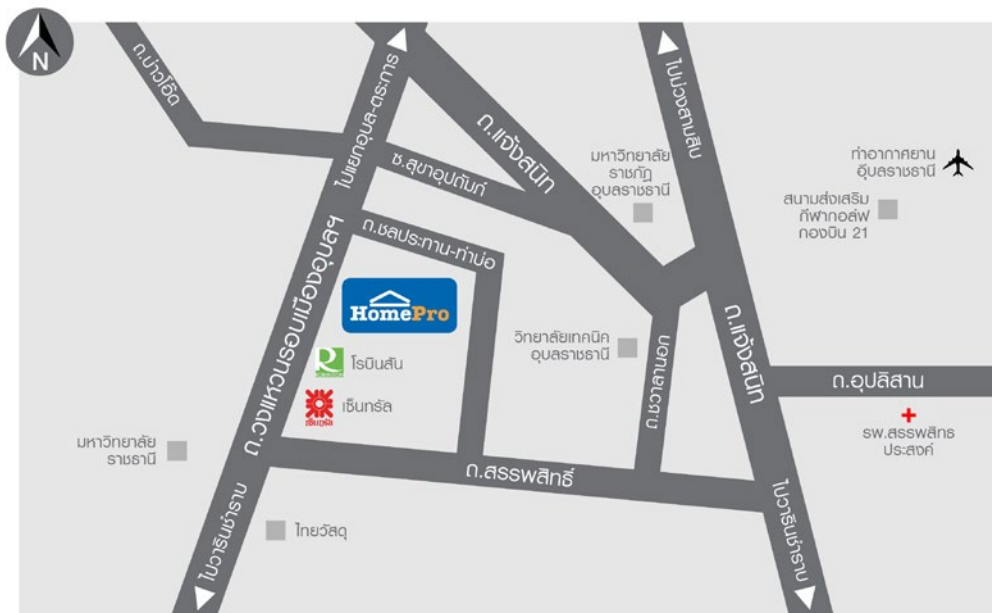 N
ถ.บ่าวโอ๊ต
ไปแยกอุบล-ตระการ
ถ.แจ้งสนิท
ไปม่วงสามสิบ
ซ.สุขาอุปถัมภ์
มหาวิทยาลัย
ราชภัฏ
อุบลราชธานี
ท่าอากาศยาน
อุบลราชธานี
สนามส่งเสริม
กีฬากอล์ฟ
กองบิน 21
ถ.ชลประทาน-ท่าบ่อ
HomePro
โรบินสัน
เซ็นทรัล
เซ็นทรัล
วิทยาลัยเทคนิค
อุบลราชธานี
ถ.ชวาลานอก
ถ.แจ้งสนิท
ถ.อุปลิสาน
รพ.สรรพสิทธ
ประสงค์
ถ.วงแหวนรอบเมืองอุบลฯ
มหาวิทยาลัย
ราชธานี
ถ.สรรพสิทธิ์
ไทยวัสดุ
ไปวารินชำราบ
ไปวารินชำราบ